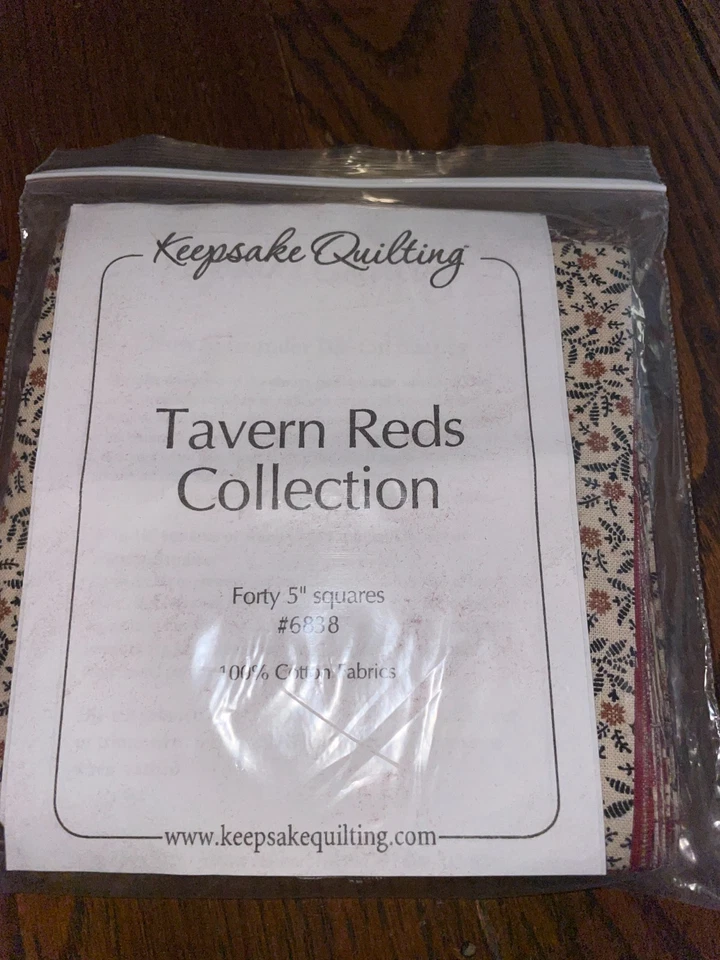 Keepsake Quilting
Tavern Reds
Collection
Forty 5" squares
#6838
100% Cotton Fabrics
www.keepsakequilting.com